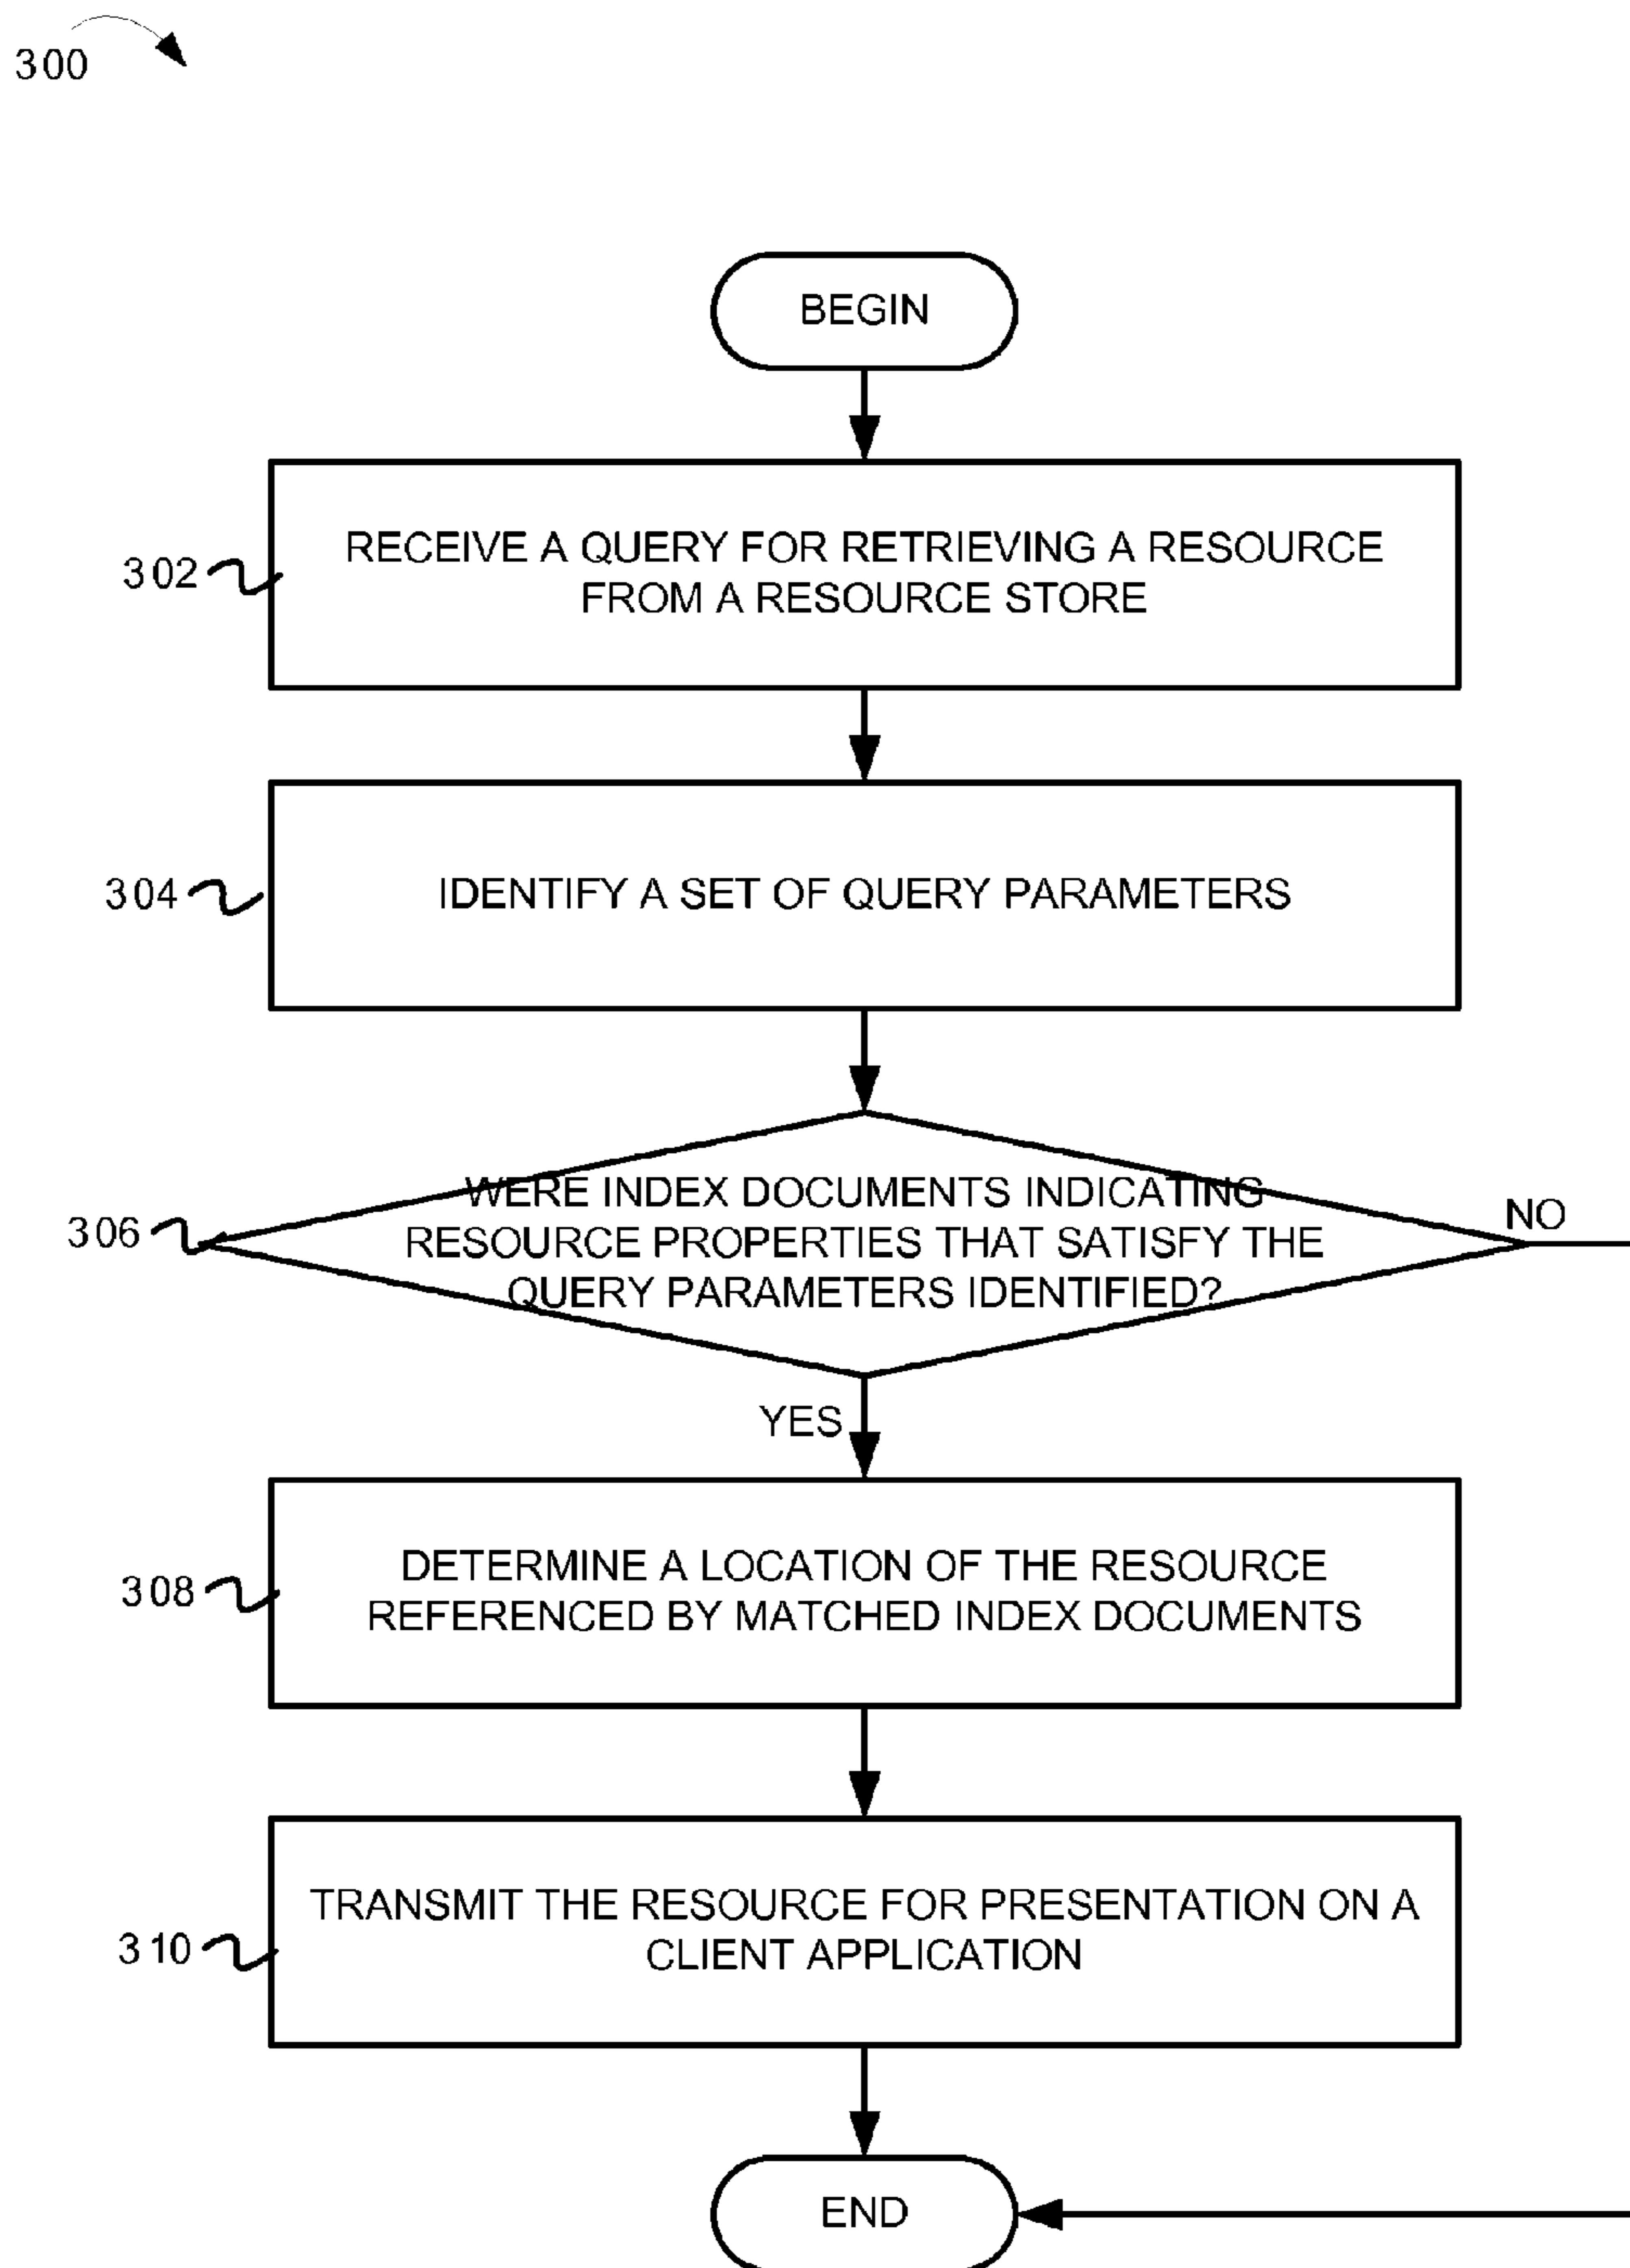 300
BEGIN
302
RECEIVE A QUERY FOR RETRIEVING A RESOURCE
FROM A RESOURCE STORE
304
IDENTIFY A SET OF QUERY PARAMETERS
306
WERE INDEX DOCUMENTS INDICATING
RESOURCE PROPERTIES THAT SATISFY THE
QUERY PARAMETERS IDENTIFIED?
NO
YES
308
DETERMINE A LOCATION OF THE RESOURCE
REFERENCED BY MATCHED INDEX DOCUMENTS
310
TRANSMIT THE RESOURCE FOR PRESENTATION ON A
CLIENT APPLICATION
END